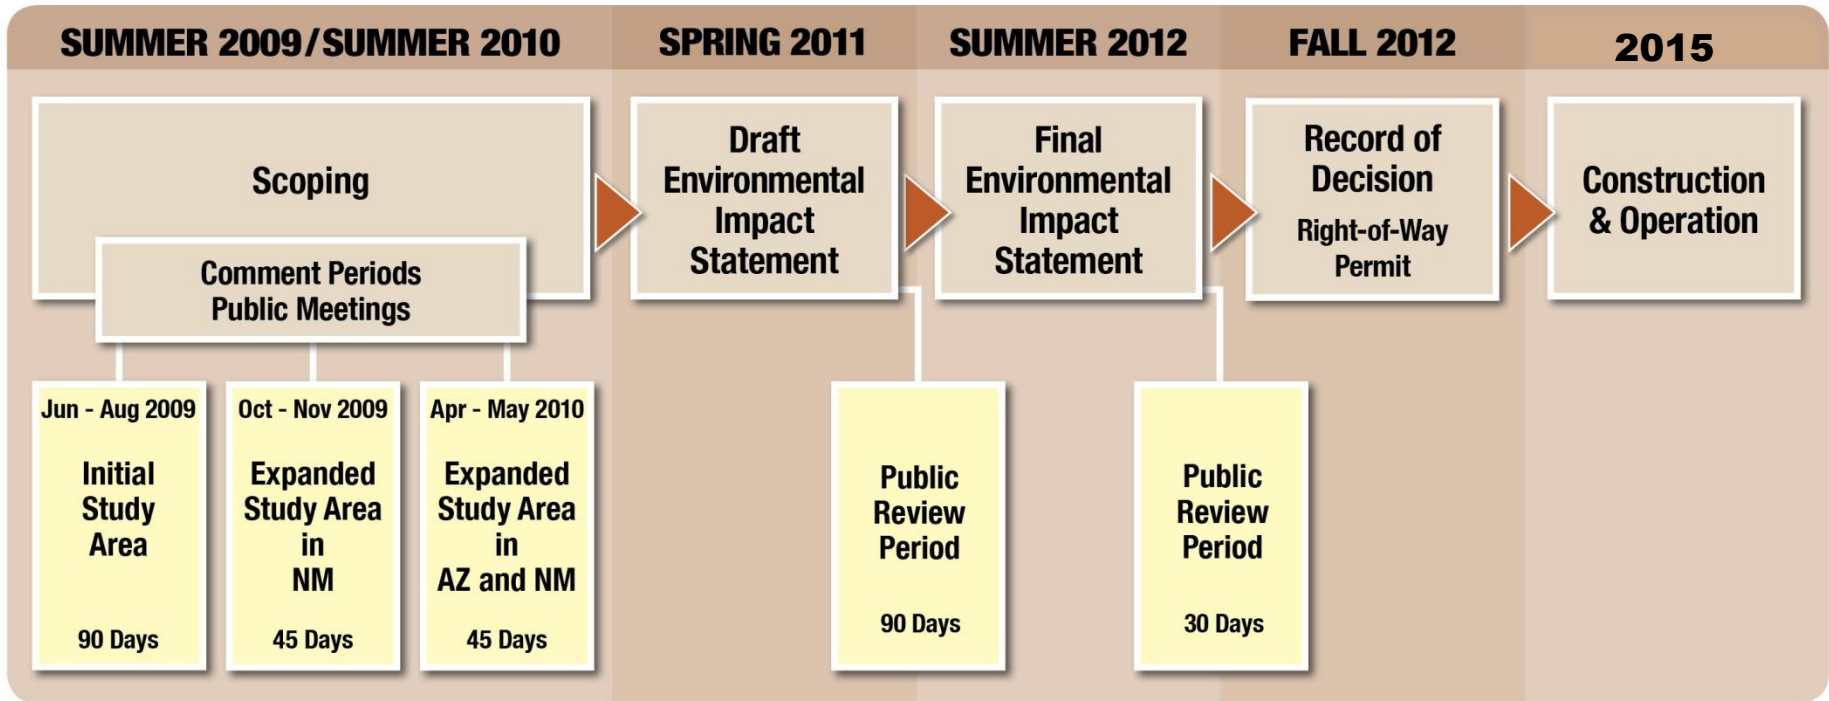 SUMMER 2009/SUMMER 2010
SPRING 2011
SUMMER 2012
FALL 2012
2015
Scoping
Comment Periods
Public Meetings
Draft
Environmental
Impact
Statement
Final
Environmental
Impact
Statement
Record of
Decision
Right-of-Way
Permit
Construction
& Operation
Jun - Aug 2009
Initial
Study
Area
90 Days
Oct - Nov 2009
Expanded
Study Area
in
NM
45 Days
Apr - May 2010
Expanded
Study Area
in
AZ and NM
45 Days
Public
Review
Period
90 Days
Public
Review
Period
30 Days